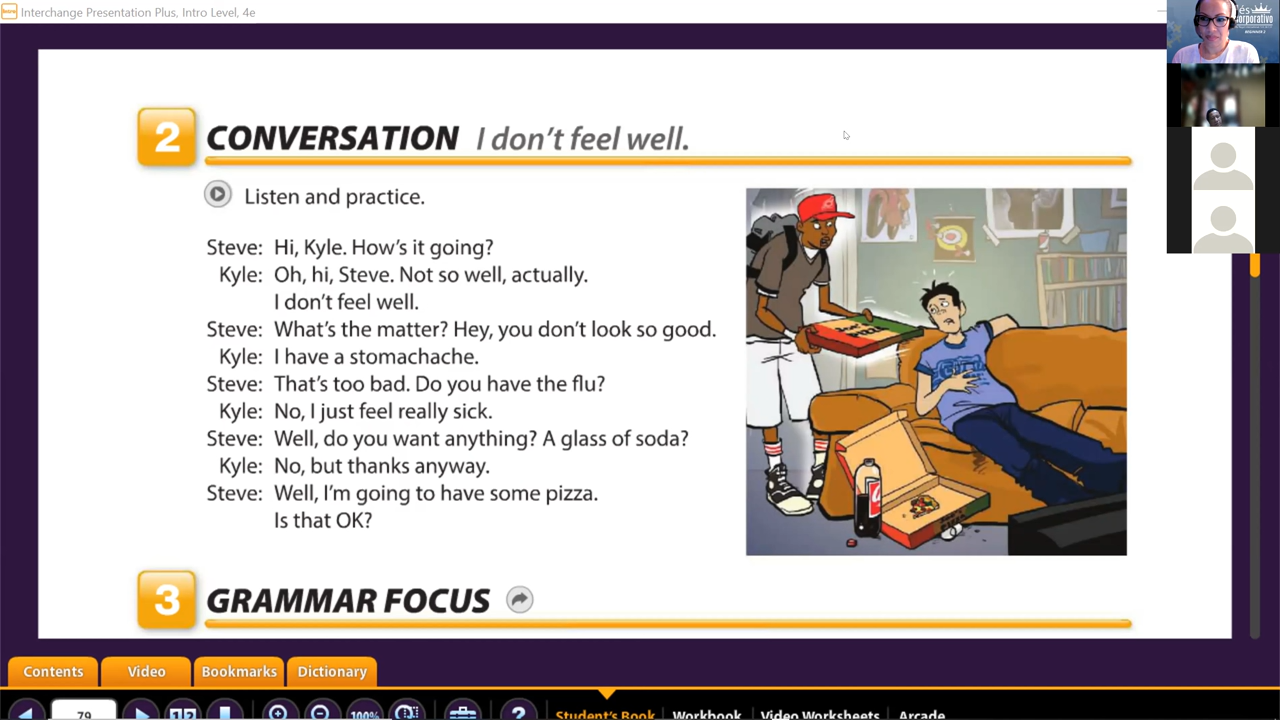 Interchange Presentation Plus, Intro Level, 4e
2 CONVERSATION I don't feel well.
Listen and practice.
Steve: Hi, Kyle. How's it going?
Kyle: Oh, hi, Steve. Not so well, actually.
I don't feel well.
Steve: What's the matter? Hey, you don't look so good.
Kyle: I have a stomachache.
Steve: That's too bad. Do you have the flu?
Kyle: No, I just feel really sick.
Steve: Well, do you want anything? A glass of soda?
Kyle: No, but thanks anyway.
Steve: Well, I'm going to have some pizza.
Is that OK?
3 GRAMMAR FOCUS
Contents Video Bookmarks Dictionary
79 1 2 100% ? Student's Book Workbook Video Worksheets Arcade